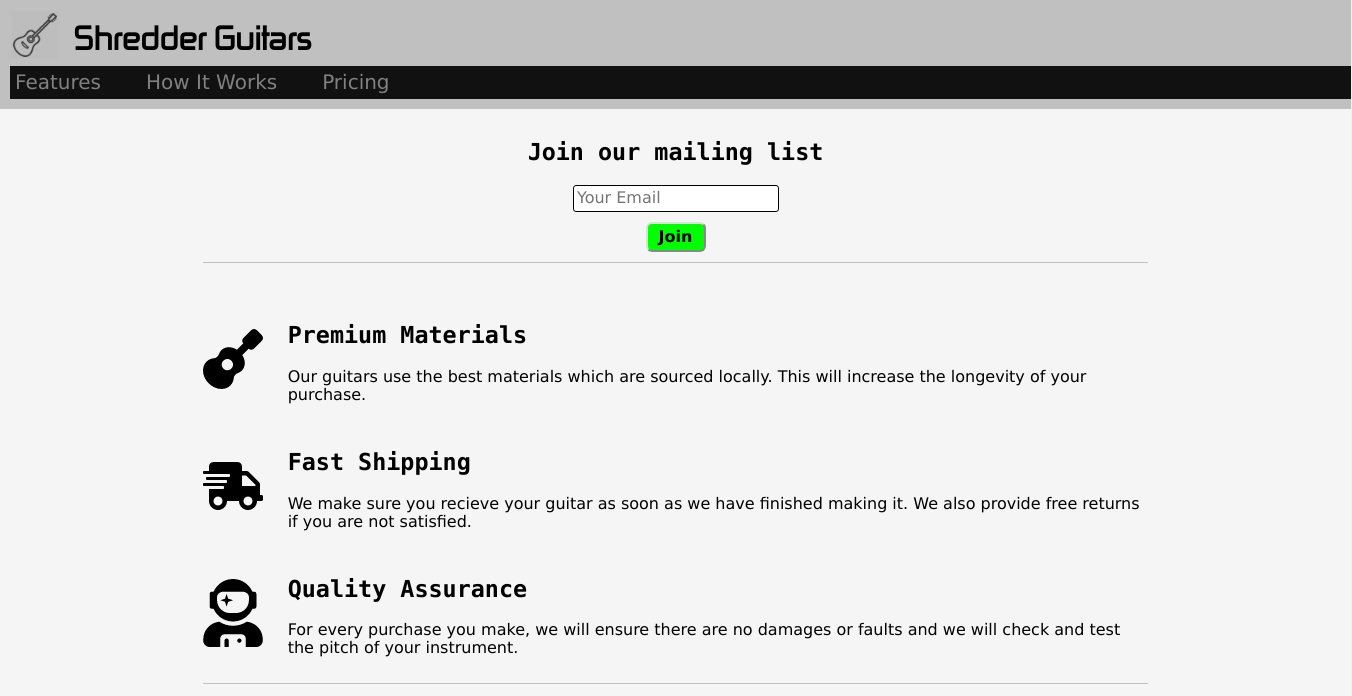 Shredder Guitars
Features How It Works Pricing
Join our mailing list
Your Email
Join
Premium Materials
Our guitars use the best materials which are sourced locally. This will increase the longevity of your
purchase.
Fast Shipping
We make sure you recieve your guitar as soon as we have finished making it. We also provide free returns
if you are not satisfied.
Quality Assurance
For every purchase you make, we will ensure there are no damages or faults and we will check and test
the pitch of your instrument.